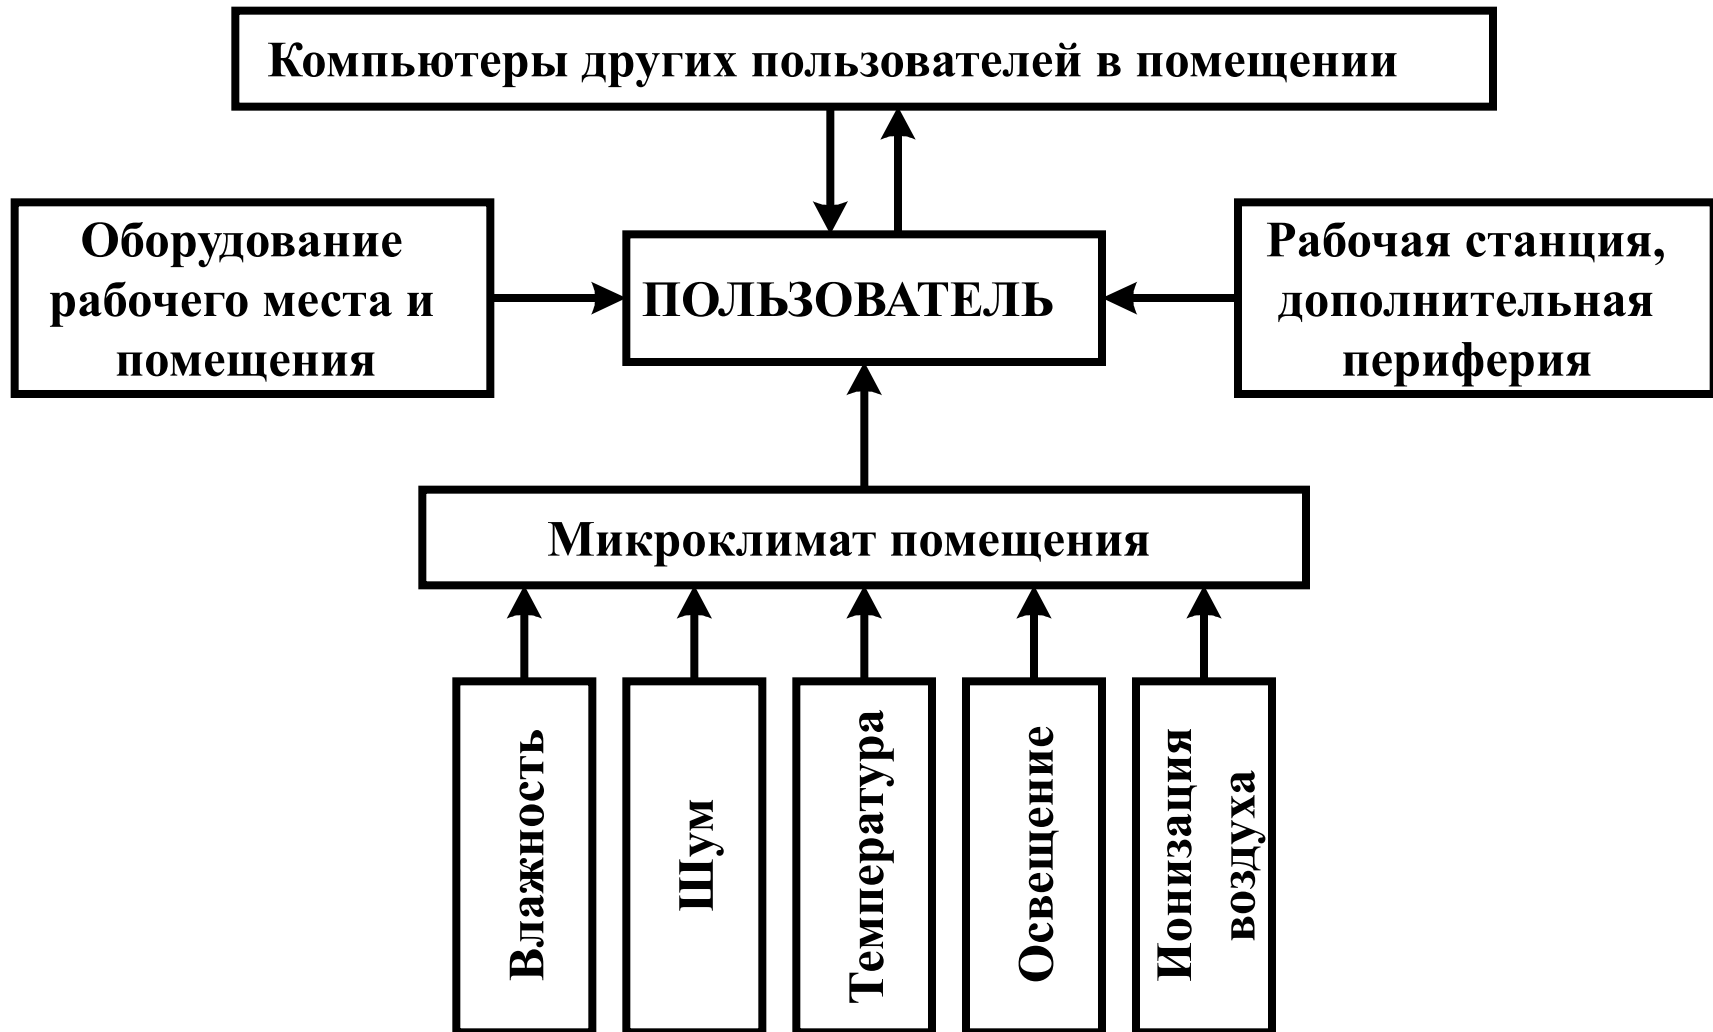 Компьютеры других пользователей в помещении
Оборудование
рабочего места и
помещения
ПОЛЬЗОВАТЕЛЬ
Рабочая станция,
дополнительная
периферия
Микроклимат помещения
Влажность
Шум
Температура
Освещение
Ионизация
воздуха